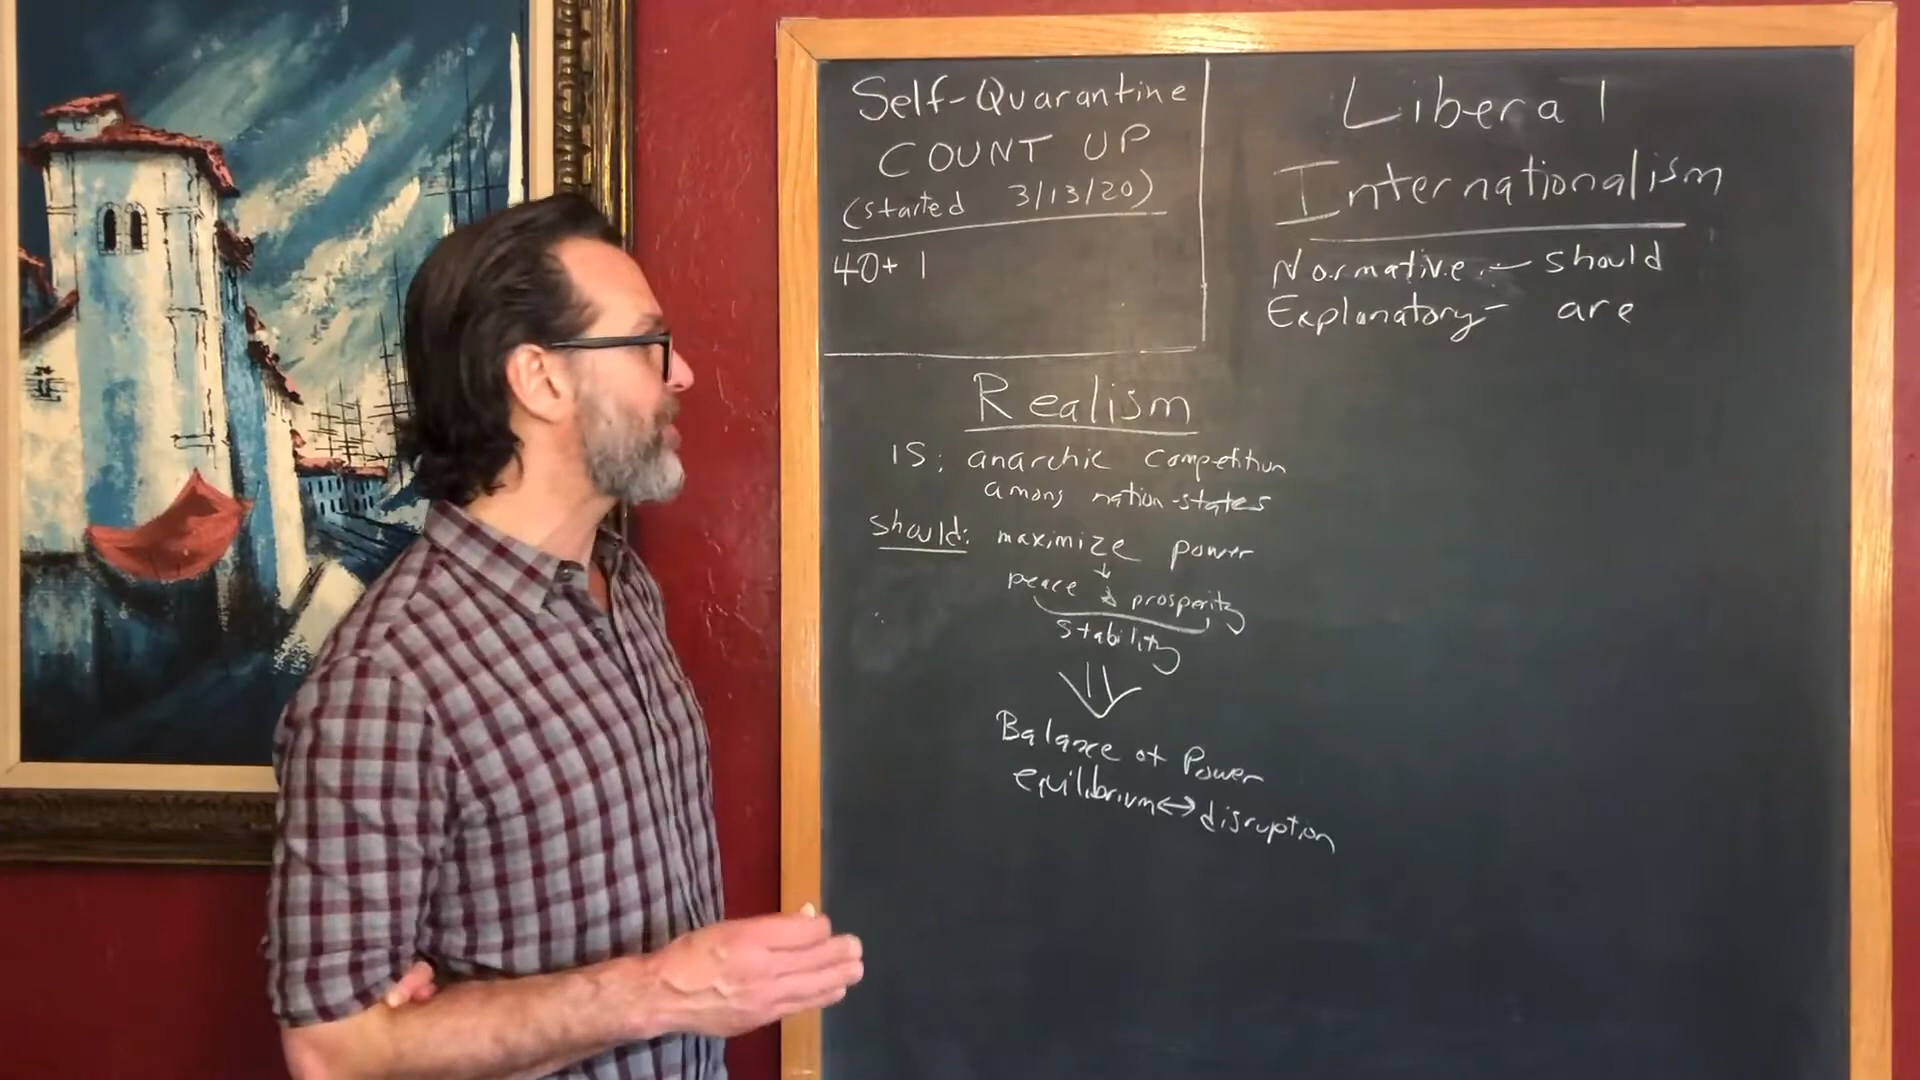 Self-Quarantine
COUNT UP
(started 3/13/20)
40+ 1
Liberal
Internationalism
Normative - should
Explanatory - are
Realism
IS: anarchic competition
among nation-states
Should: maximize power
↓
peace & prosperity
stability
Balance of Power
equilibrium ↔ disruption